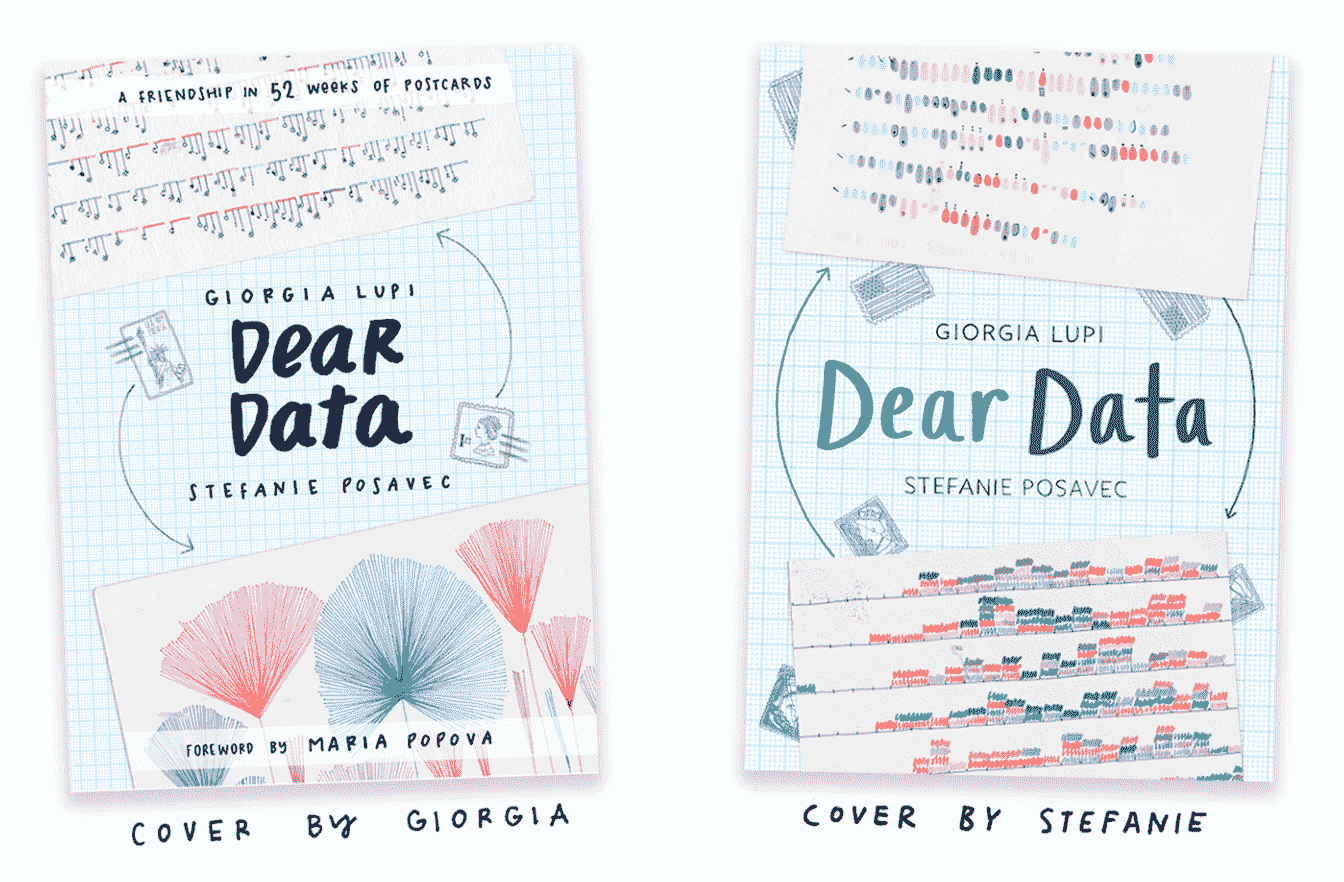 A FRIENDSHIP IN 52 WEEKS OF POSTCARDS
GIORGIA LUPI
DEAR
DATA
STEFANIE POSAVEC
FOREWORD BY MARIA POPOVA
COVER BY GIORGIA
GIORGIA LUPI
Dear Data
STEFANIE POSAVEC
COVER BY STEFANIE